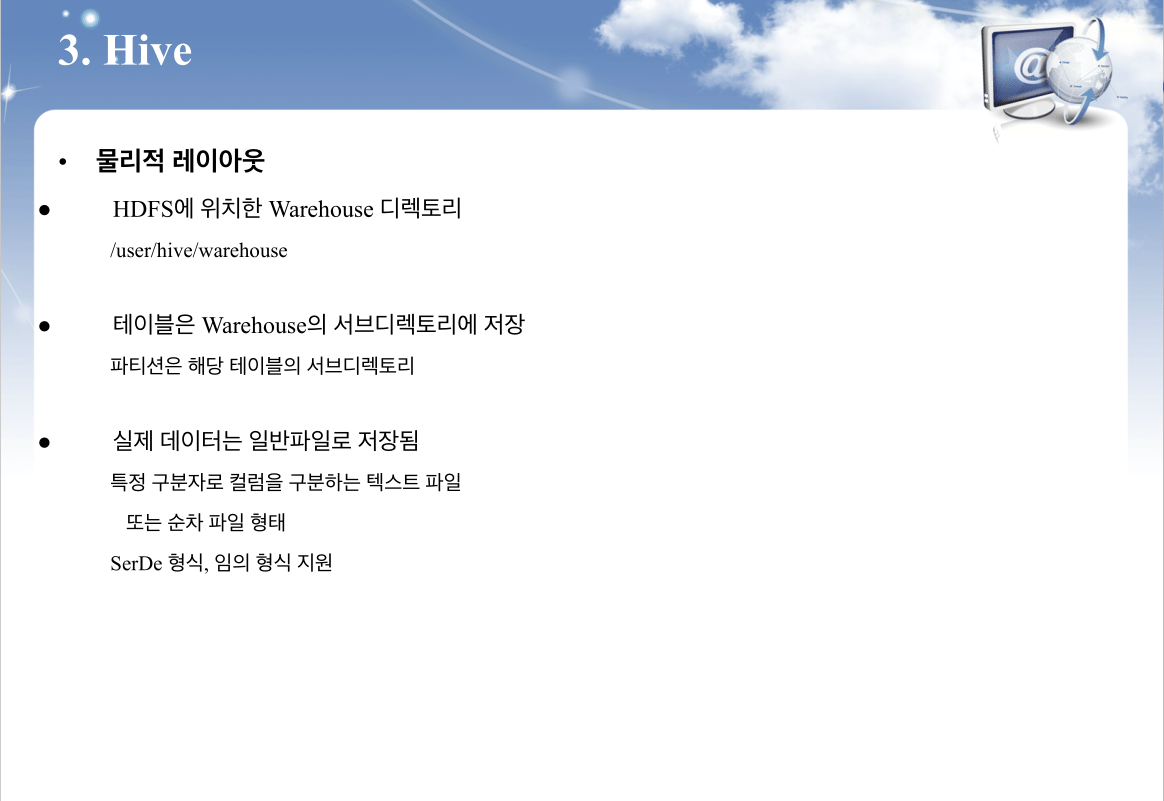 3. Hive
• 물리적 레이아웃
● HDFS에 위치한 Warehouse 디렉토리
/user/hive/warehouse
● 테이블은 Warehouse의 서브디렉토리에 저장
파티션은 해당 테이블의 서브디렉토리
● 실제 데이터는 일반파일로 저장됨
특정 구분자로 컬럼을 구분하는 텍스트 파일
또는 순차 파일 형태
SerDe 형식, 임의 형식 지원